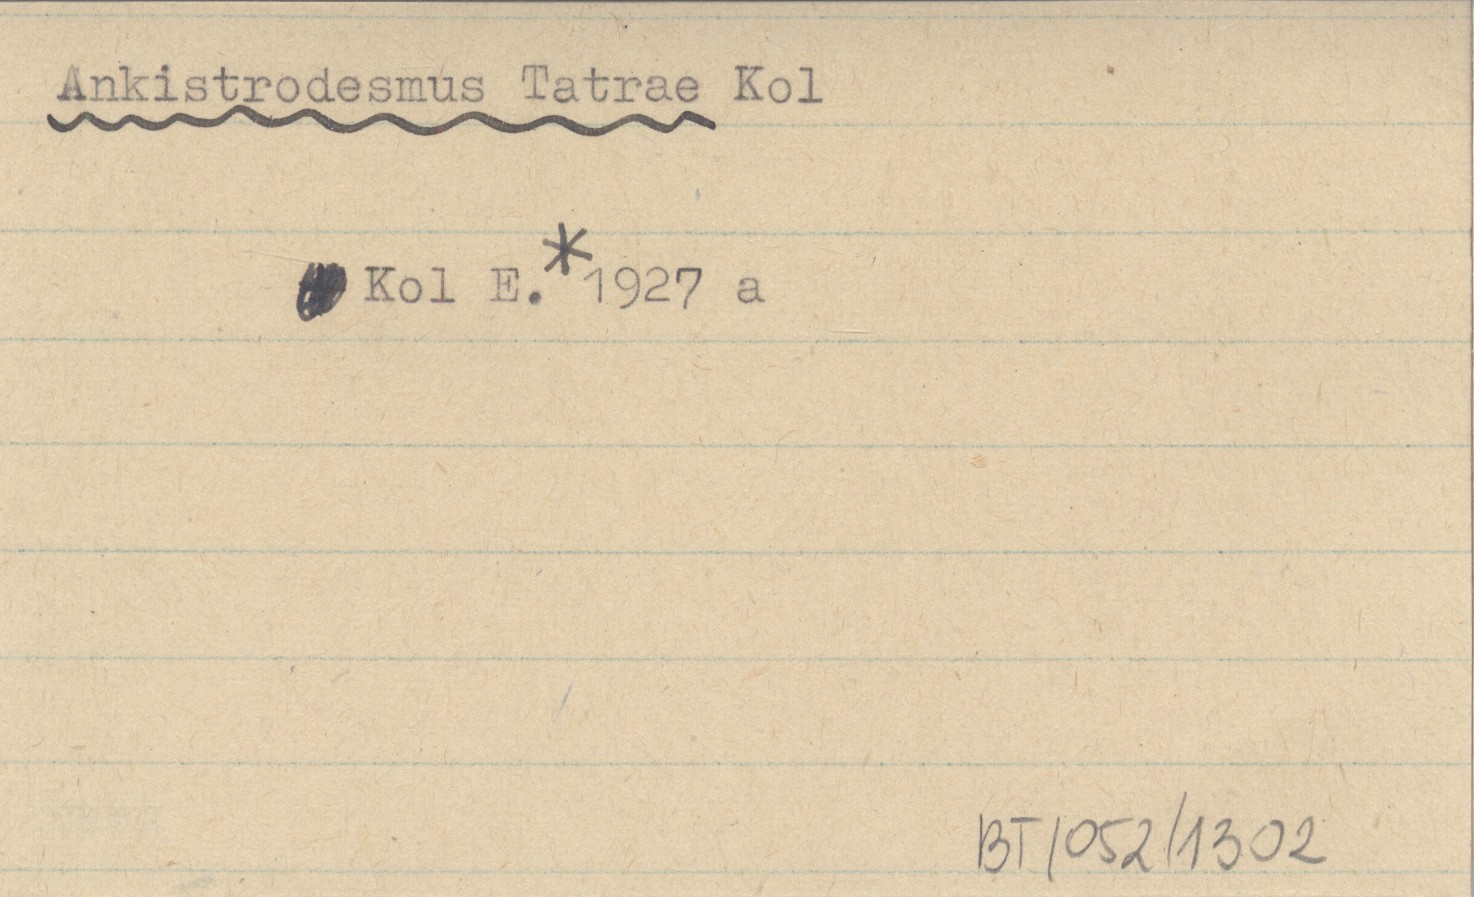 Ankistrodesmus Tatrae Kol
Kol E.* 1927 a
BT/052/1302